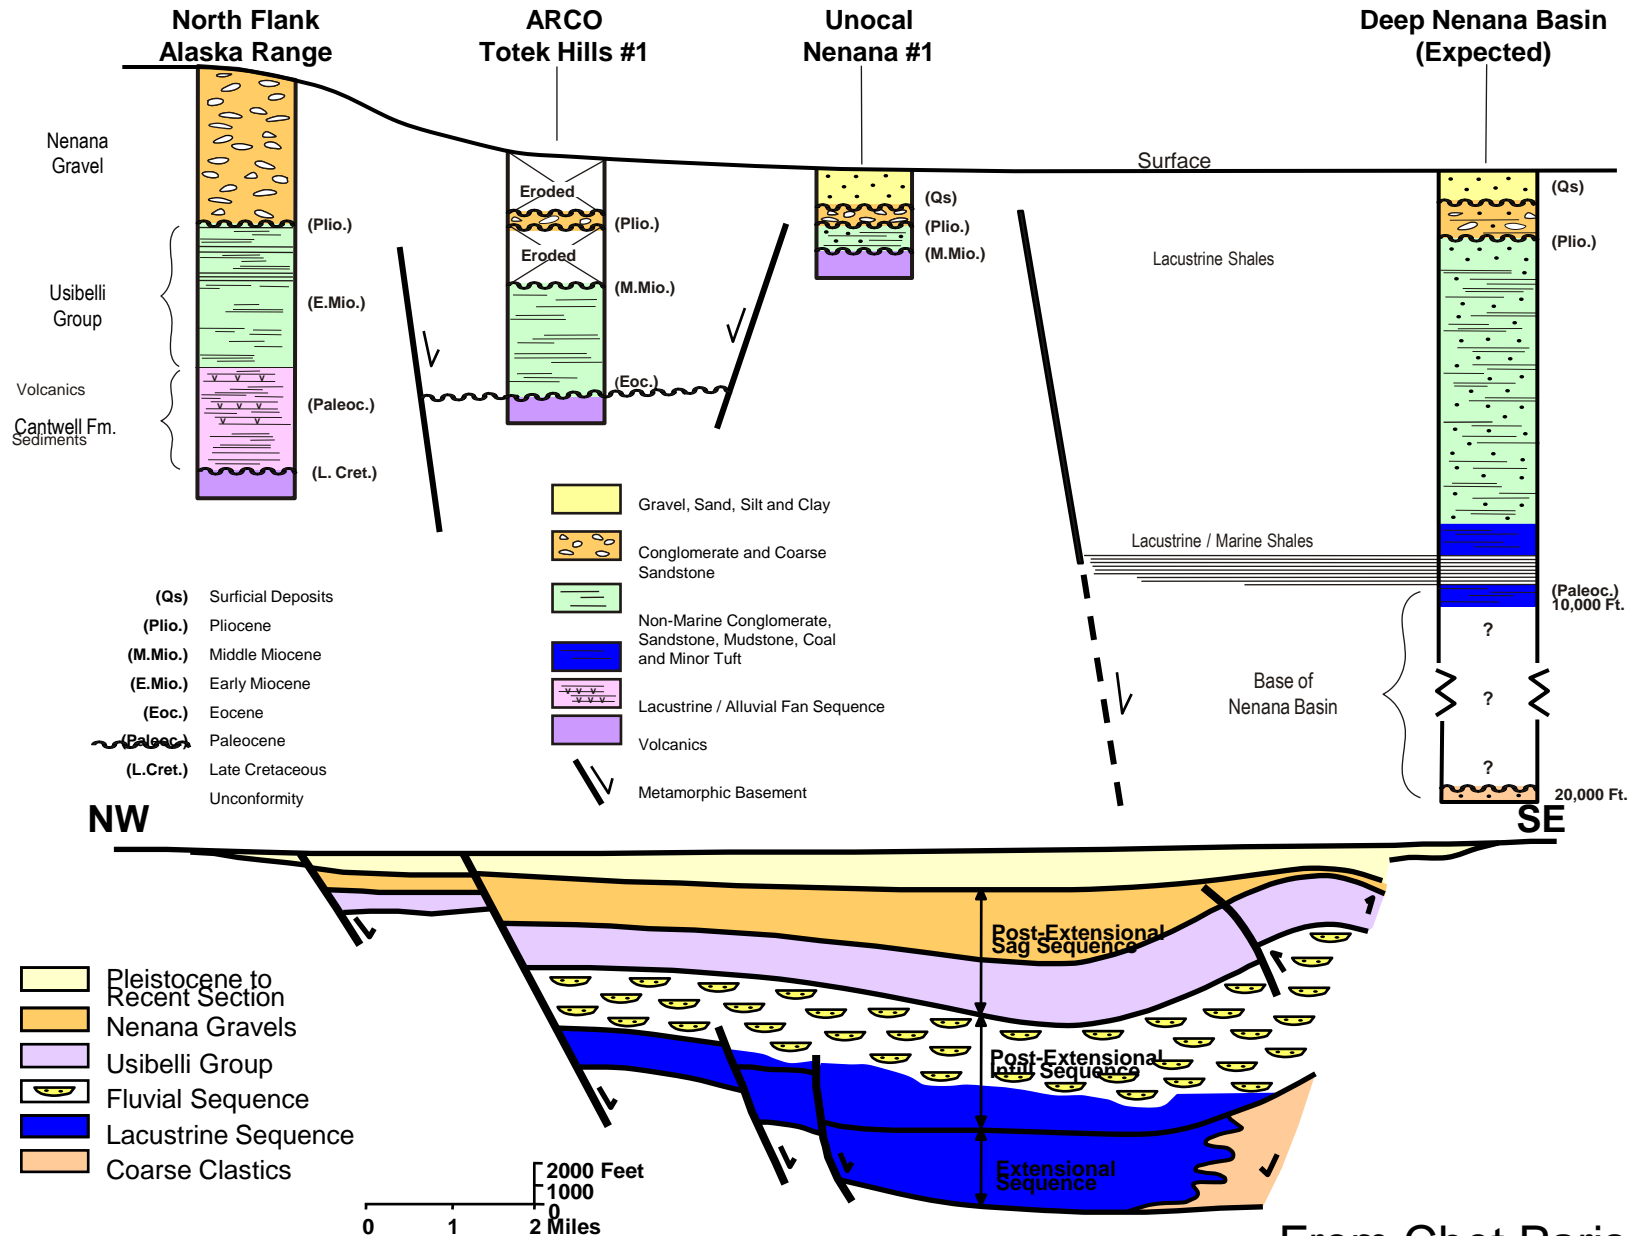 North Flank
Alaska Range
ARCO
Totek Hills #1
Unocal
Nenana #1
Deep Nenana Basin
(Expected)
Nenana
Gravel
Usibelli
Group
Volcanics
Cantwell Fm.
Sediments
(Plio.)
(E.Mio.)
(Paleoc.)
(L. Cret.)
Eroded
(Plio.)
Eroded
(M.Mio.)
(Eoc.)
(Qs)
(Plio.)
(M.Mio.)
Surface
Lacustrine Shales
Lacustrine / Marine Shales
(Qs)
(Plio.)
(Paleoc.)
10,000 Ft.
?
?
?
Base of
Nenana Basin
20,000 Ft.
Gravel, Sand, Silt and Clay
Conglomerate and Coarse
Sandstone
Non-Marine Conglomerate,
Sandstone, Mudstone, Coal
and Minor Tuft
Lacustrine / Alluvial Fan Sequence
Volcanics
Metamorphic Basement
(Qs) Surficial Deposits
(Plio.) Pliocene
(M.Mio.) Middle Miocene
(E.Mio.) Early Miocene
(Eoc.) Eocene
(Paleoc.) Paleocene
(L.Cret.) Late Cretaceous
Unconformity
NW
SE
Post-Extensional
Sag Sequence
Post-Extensional
Infill Sequence
Extensional
Sequence
Pleistocene to
Recent Section
Nenana Gravels
Usibelli Group
Fluvial Sequence
Lacustrine Sequence
Coarse Clastics
2000 Feet
1000
0
0 1 2 Miles
From Chet Paris